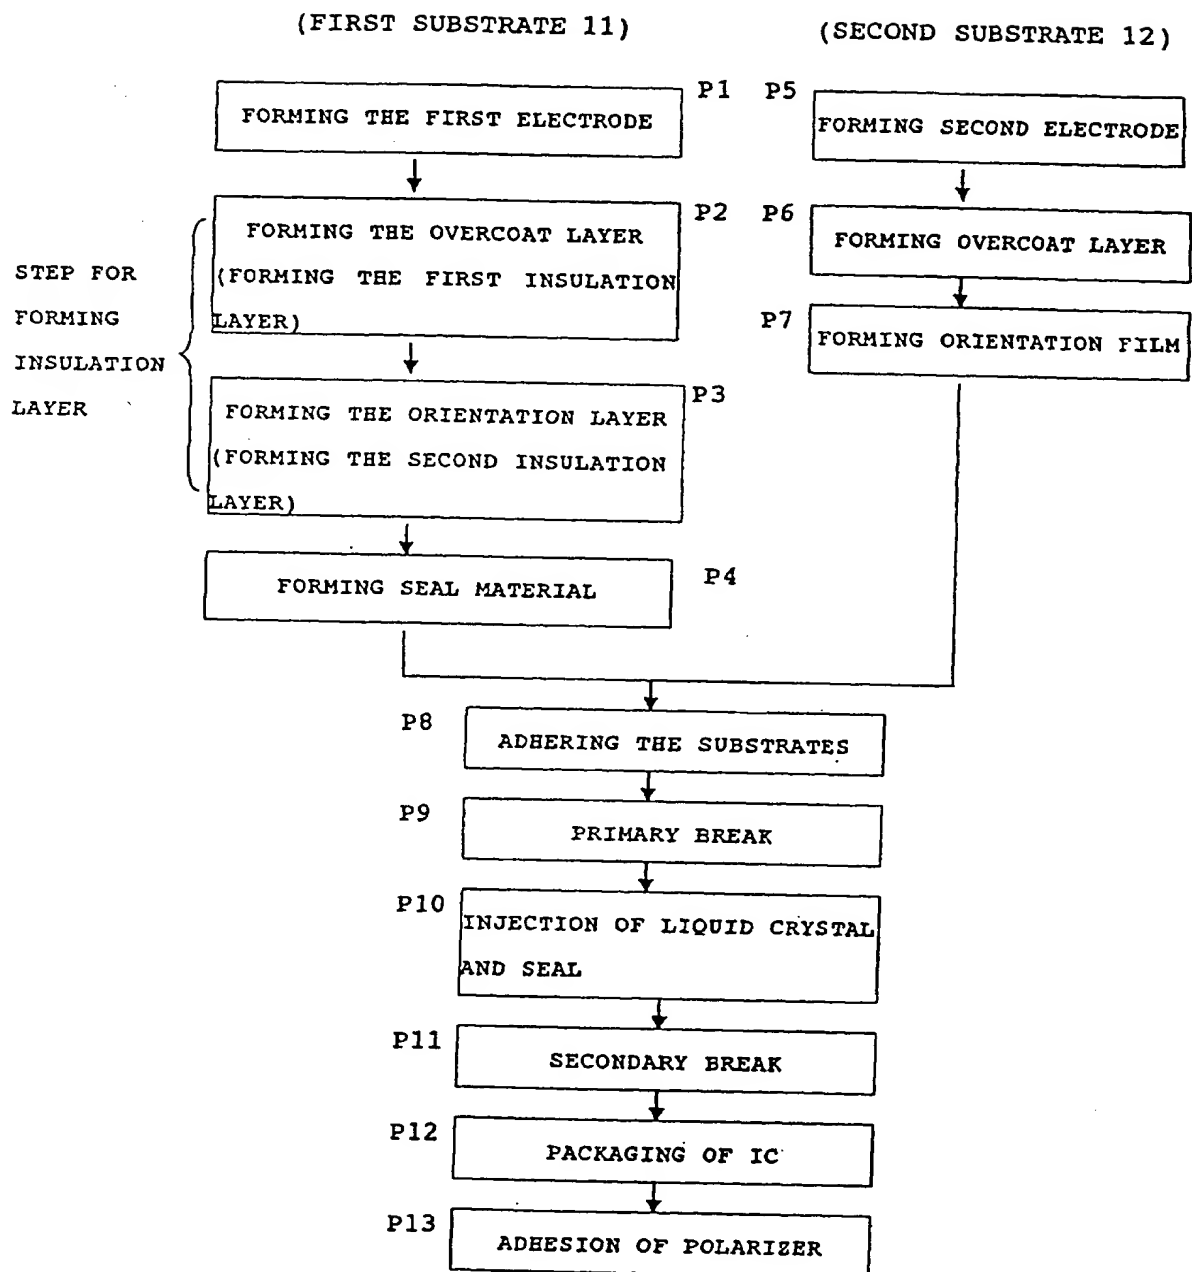 (FIRST SUBSTRATE 11)
(SECOND SUBSTRATE 12)
P1
FORMING THE FIRST ELECTRODE
P2
FORMING THE OVERCOAT LAYER
(FORMING THE FIRST INSULATION
LAYER)
STEP FOR
FORMING
INSULATION
LAYER
P3
FORMING THE ORIENTATION LAYER
(FORMING THE SECOND INSULATION
LAYER)
P4
FORMING SEAL MATERIAL
P5
FORMING SECOND ELECTRODE
P6
FORMING OVERCOAT LAYER
P7
FORMING ORIENTATION FILM
P8
ADHERING THE SUBSTRATES
P9
PRIMARY BREAK
P10
INJECTION OF LIQUID CRYSTAL
AND SEAL
P11
SECONDARY BREAK
P12
PACKAGING OF IC
P13
ADHESION OF POLARIZER